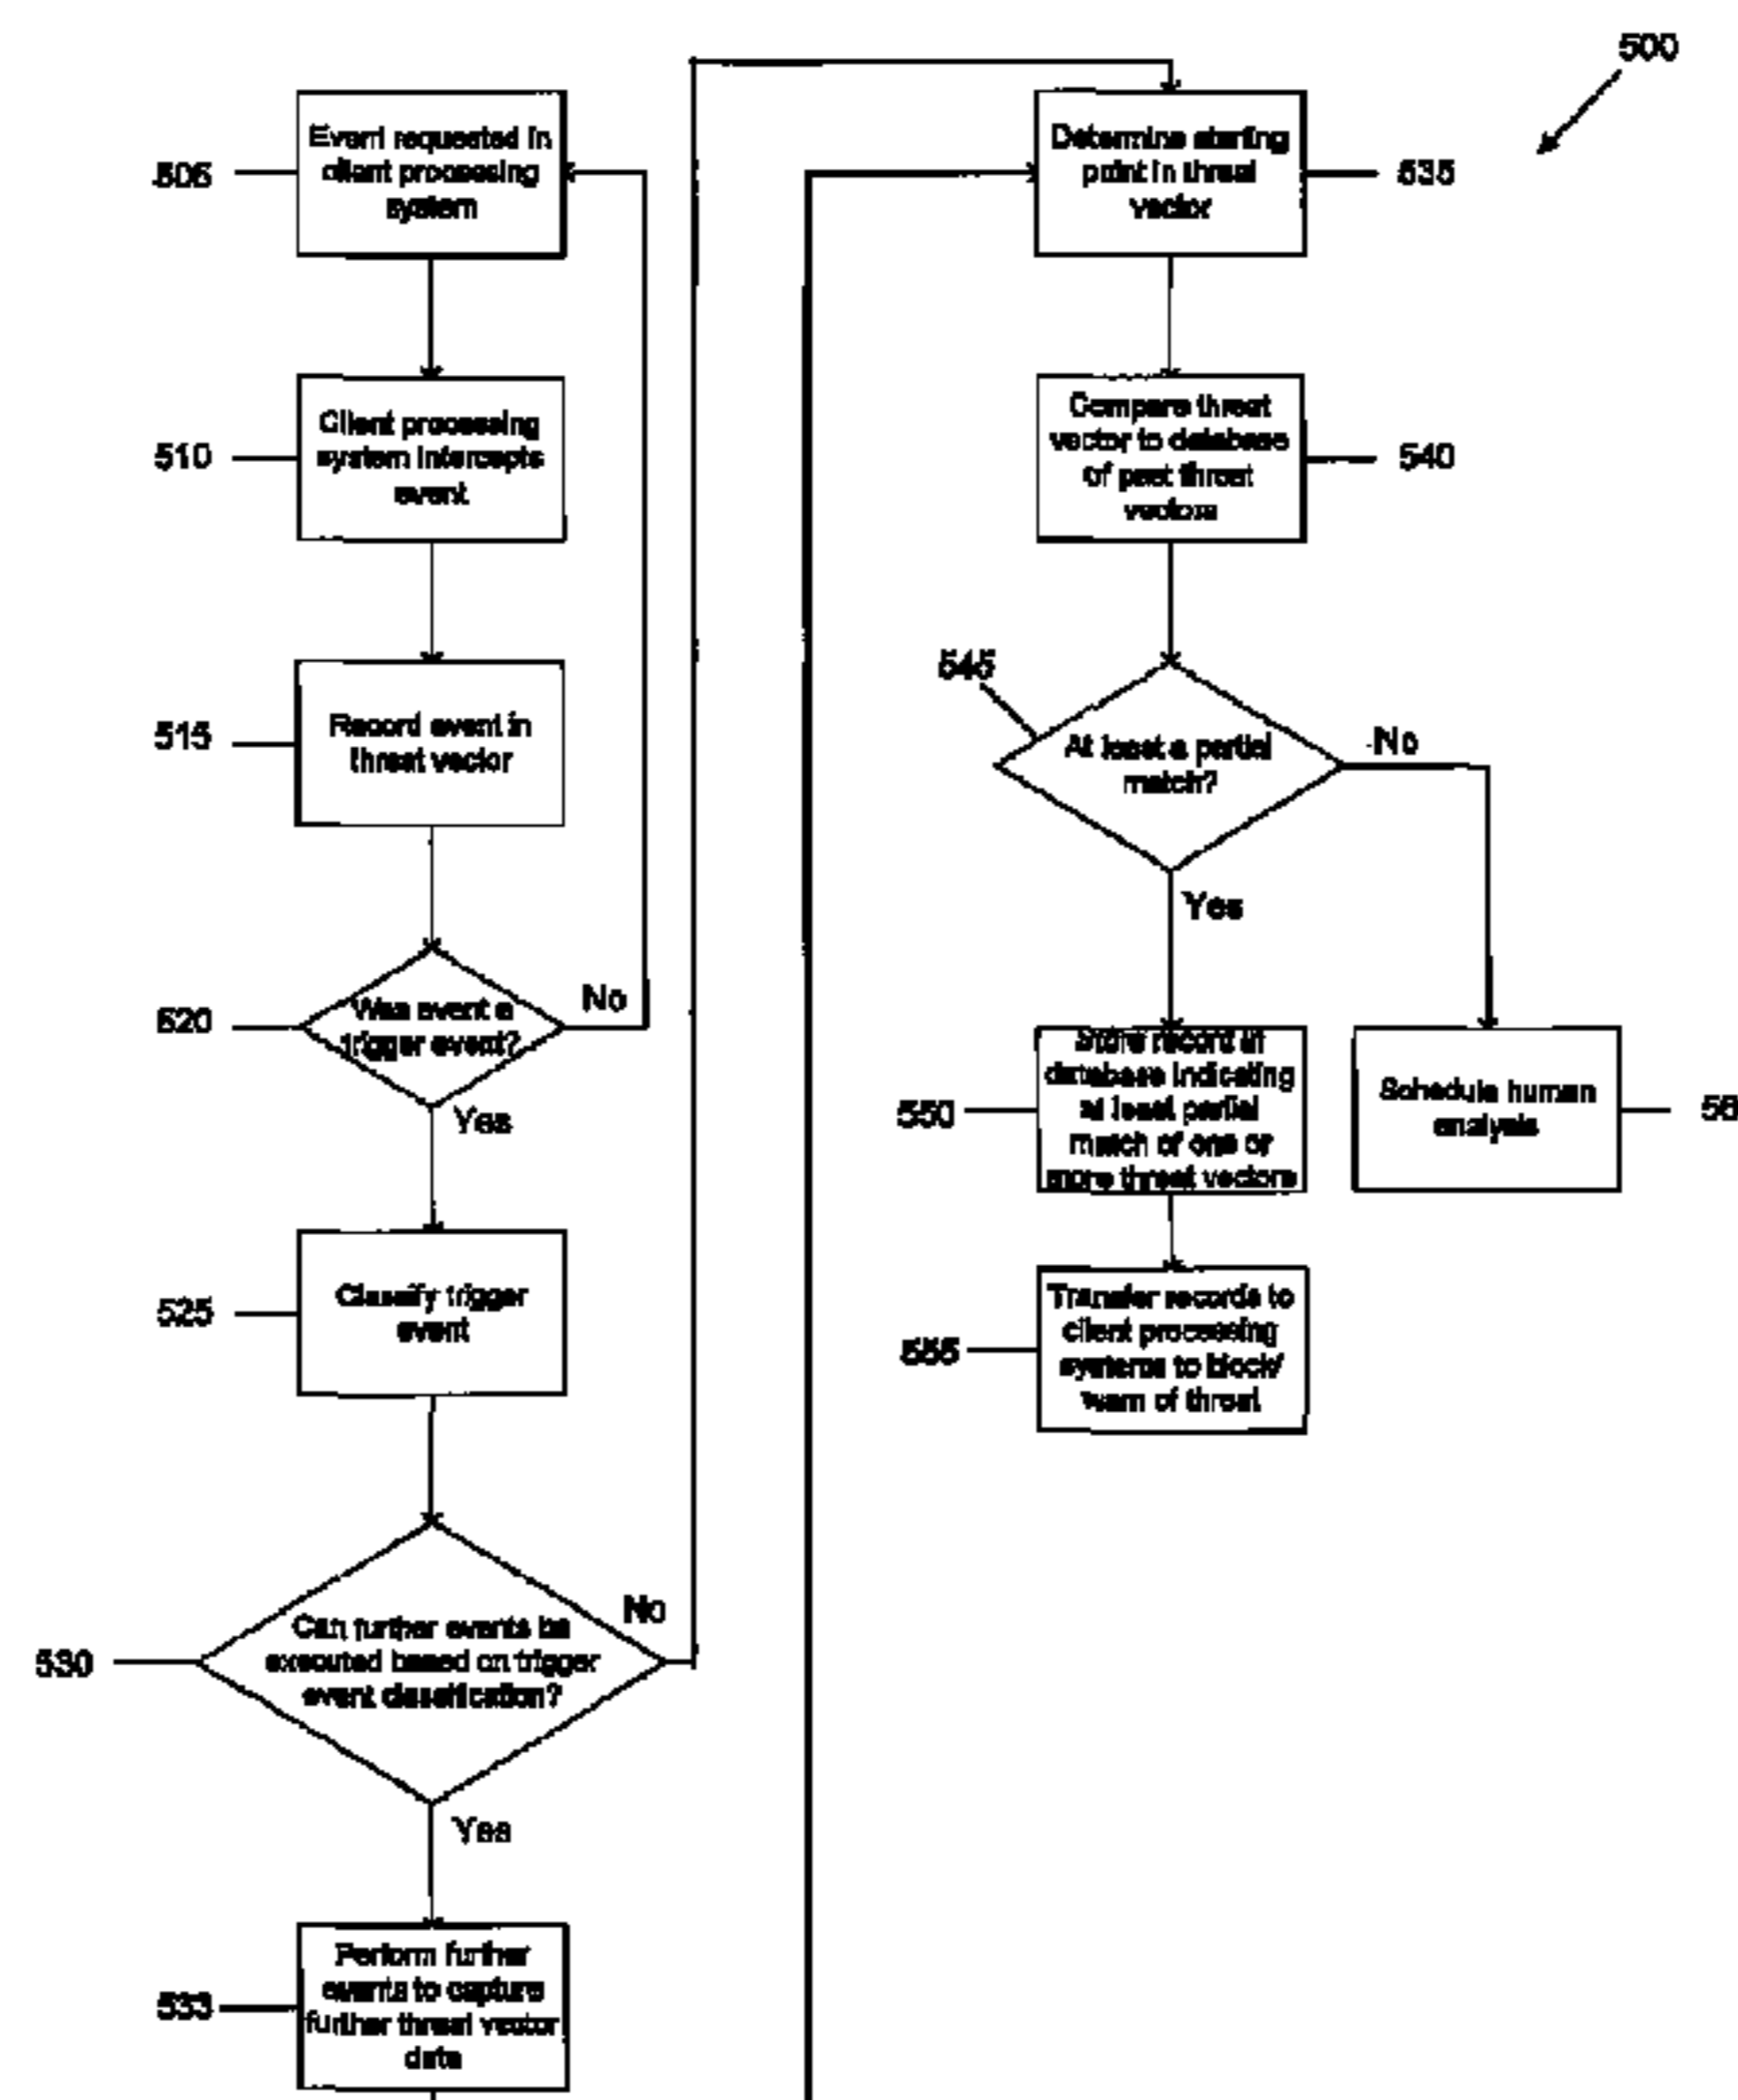 500
505
Event requested in
client processing
system
510
Client processing
system intercepts
event
515
Record event in
threat vector
520
Was event a
trigger event?
No
Yes
525
Classify trigger
event
530
Can further events be
executed based on trigger
event classification?
No
Yes
533
Perform further
events to capture
further threat vector
data
Determine starting
point in threat
vector
535
Compare threat
vector to database
of past threat
vectors
540
545
At least a partial
match?
No
Yes
550
Store record in
database indicating
at least partial
match of one or
more threat vectors
Schedule human
analysis
56
555
Transfer records to
client processing
systems to block/
warn of threat